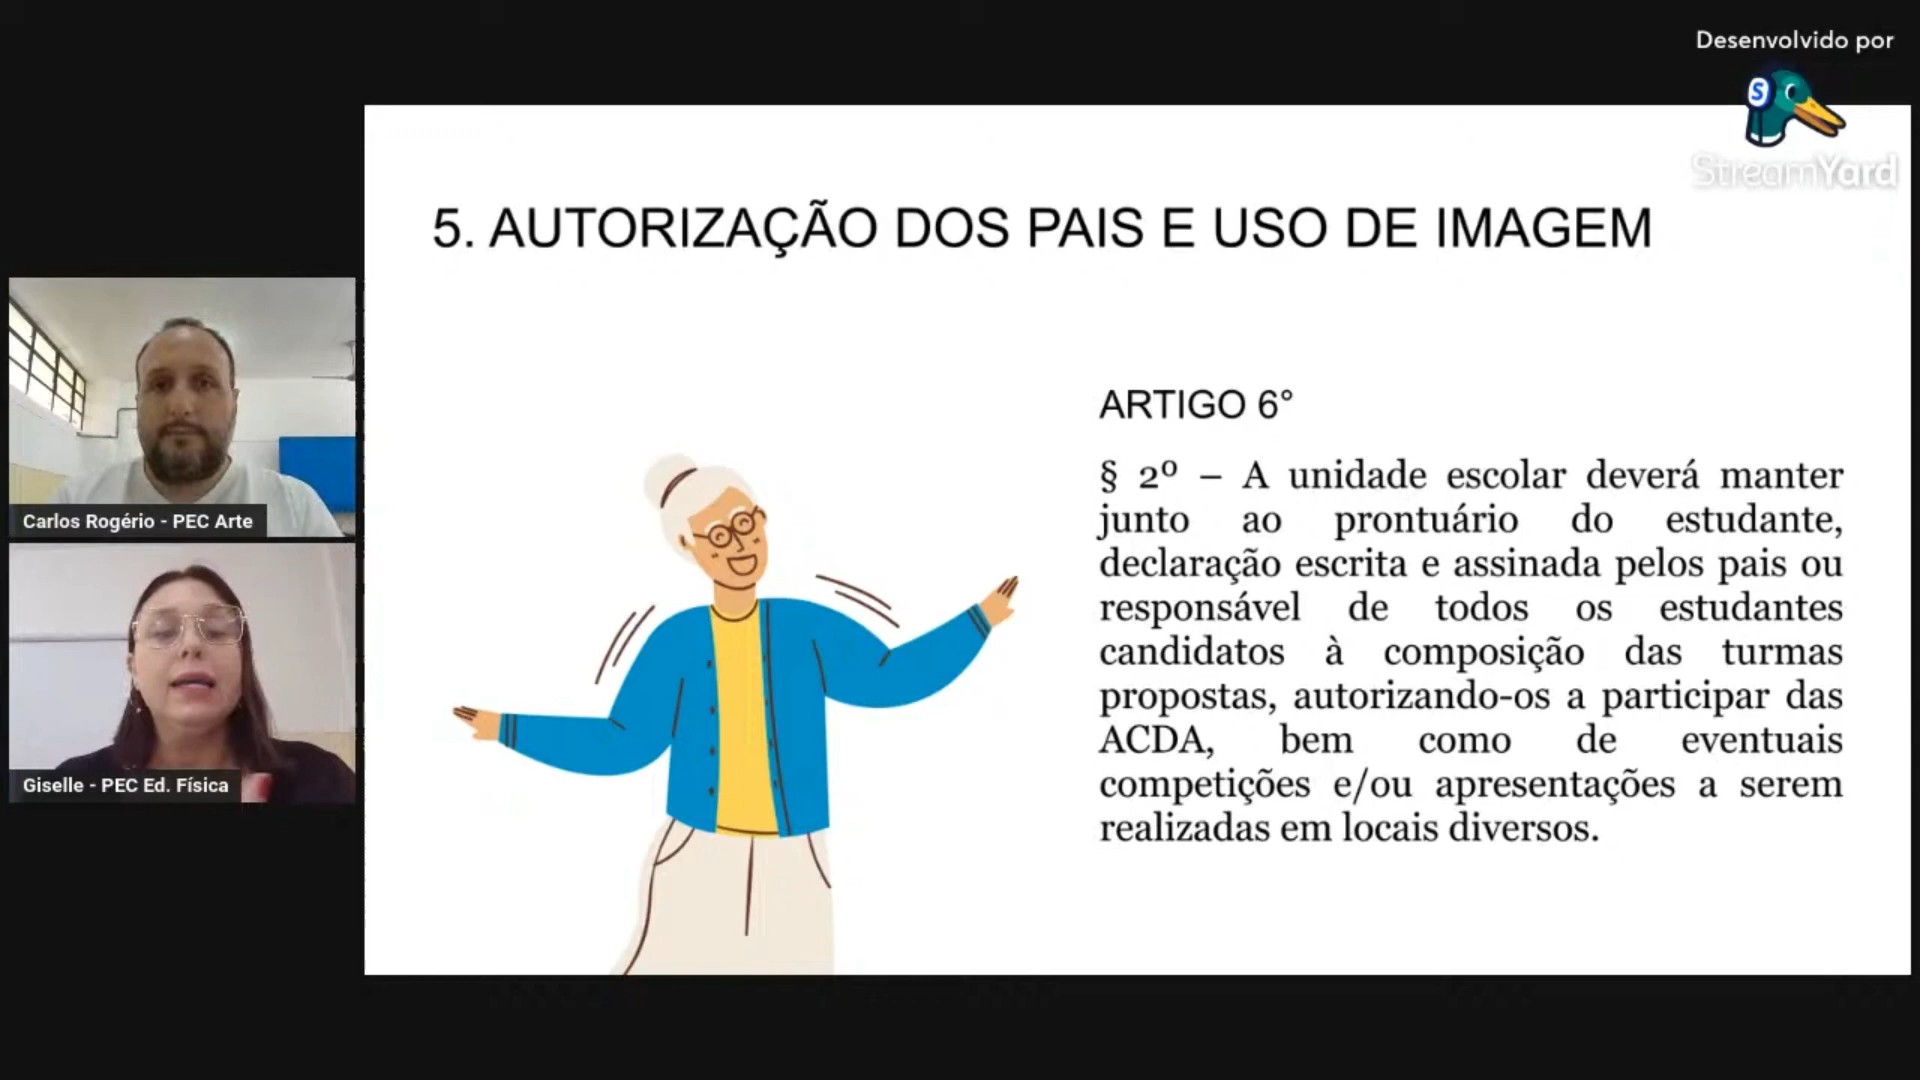 Desenvolvido por
S
StreamYard
5. AUTORIZAÇÃO DOS PAIS E USO DE IMAGEM
ARTIGO 6°
§ 2º – A unidade escolar deverá manter
junto ao prontuário do estudante,
declaração escrita e assinada pelos pais ou
responsável de todos os estudantes
candidatos à composição das turmas
propostas, autorizando-os a participar das
ACDA, bem como de eventuais
competições e/ou apresentações a serem
realizadas em locais diversos.
Carlos Rogério - PEC Arte
Giselle - PEC Ed. Física